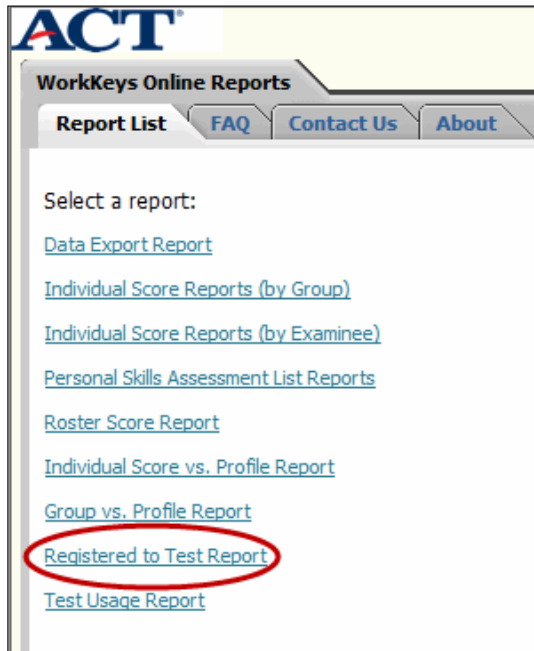 ACT®
WorkKeys Online Reports
Report List FAQ Contact Us About
Select a report:
Data Export Report
Individual Score Reports (by Group)
Individual Score Reports (by Examinee)
Personal Skills Assessment List Reports
Roster Score Report
Individual Score vs. Profile Report
Group vs. Profile Report
Registered to Test Report
Test Usage Report